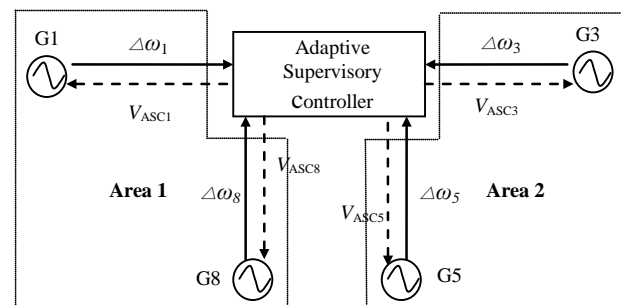 G1
△ω1
Adaptive
Supervisory
Controller
△ω3
G3
VASC1
VASC3
VASC8
Area 1
△ω8
VASC5
△ω5
Area 2
G8
G5